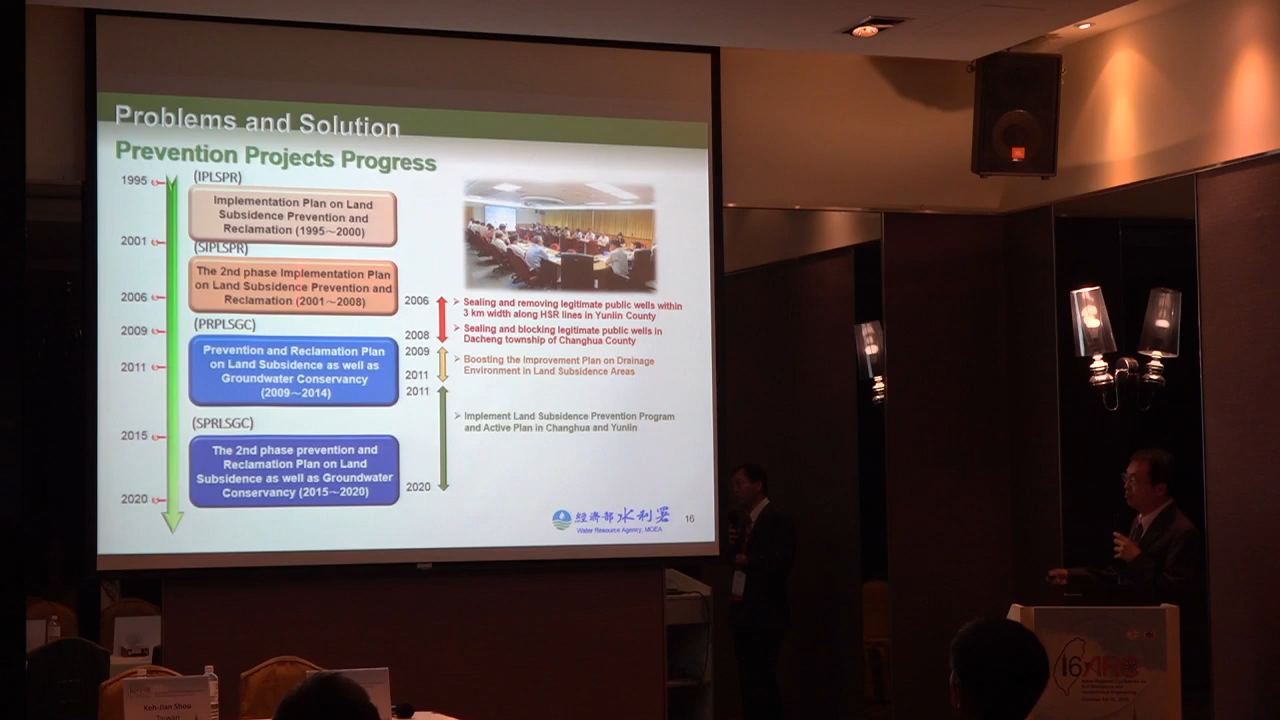 Problems and Solution
Prevention Projects Progress
1995
(IPLSPR)
Implementation Plan on Land
Subsidence Prevention and
Reclamation (1995～2000)
2001
(SIPLSPR)
The 2nd phase Implementation Plan
on Land Subsidence Prevention and
Reclamation (2001～2008)
2006
(PRPLSGC)
2009
Prevention and Reclamation Plan
on Land Subsidence as well as
Groundwater Conservancy
(2009～2014)
2011
(SPRLSGC)
2015
The 2nd phase prevention and
Reclamation Plan on Land
Subsidence as well as Groundwater
Conservancy (2015～2020)
2020
2006
➢ Sealing and removing legitimate public wells within
3 km width along HSR lines in Yunlin County
➢ Sealing and blocking legitimate public wells in
Dacheng township of Changhua County
2008
2009
➢ Boosting the Improvement Plan on Drainage
Environment in Land Subsidence Areas
2011
2011
➢ Implement Land Subsidence Prevention Program
and Active Plan in Changhua and Yunlin
2020
經濟部水利署
Water Resource Agency, MOEA
16
Keh-Jian Shou
Taiwan
16 ARC